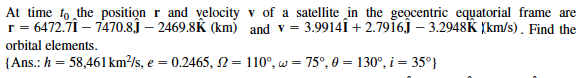 At time t₀ the position r and velocity v of a satellite in the geocentric equatorial frame are
r = 6472.7Î − 7470.8Ĵ − 2469.8K̂ (km) and v = 3.9914Î + 2.7916Ĵ − 3.2948K̂ (km/s). Find the
orbital elements.
{Ans.: h = 58,461 km²/s, e = 0.2465, Ω = 110°, ω = 75°, θ = 130°, i = 35°}